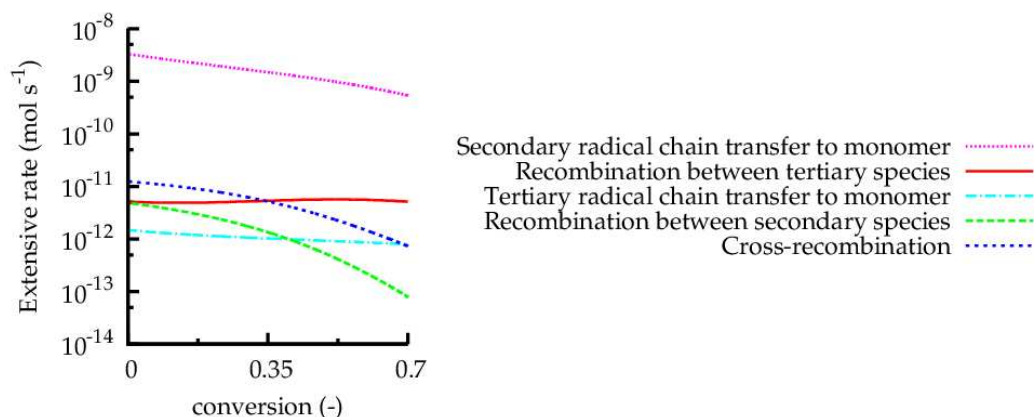 Extensive rate (mol s⁻¹)
10⁻⁸
10⁻⁹
10⁻¹⁰
10⁻¹¹
10⁻¹²
10⁻¹³
10⁻¹⁴
0 0.35 0.7
conversion (-)
Secondary radical chain transfer to monomer
Recombination between tertiary species
Tertiary radical chain transfer to monomer
Recombination between secondary species
Cross-recombination